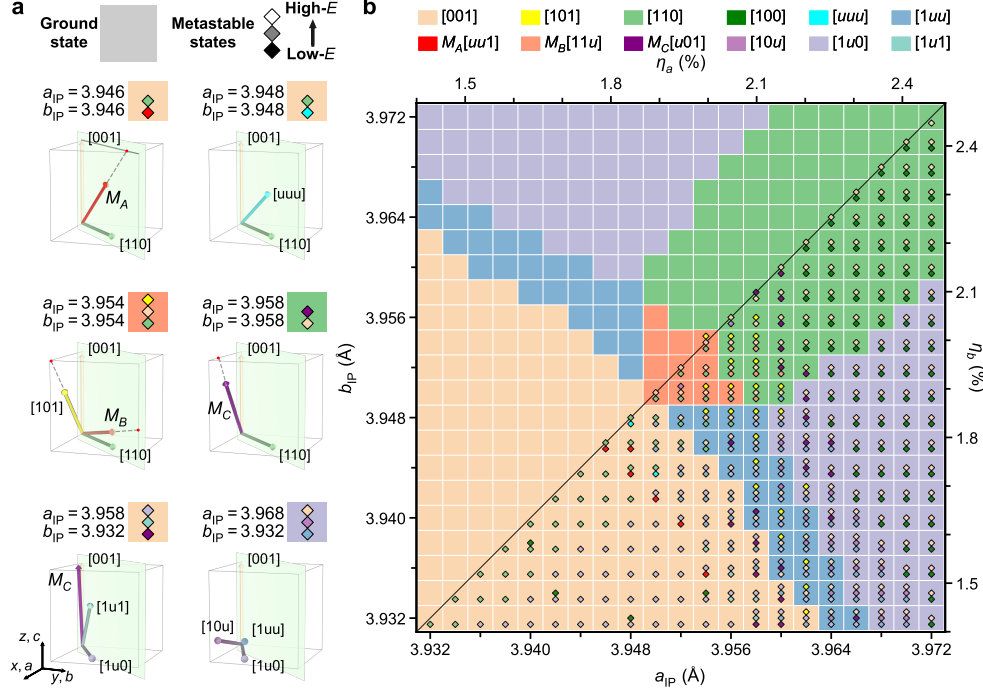 a
Ground state
Metastable states
High-E
Low-E
a_IP = 3.946
b_IP = 3.946
[001]
M_A
[110]
a_IP = 3.948
b_IP = 3.948
[001]
[uuu]
[110]
a_IP = 3.954
b_IP = 3.954
[001]
[101]
M_B
[110]
a_IP = 3.958
b_IP = 3.958
[001]
M_C
[110]
a_IP = 3.958
b_IP = 3.932
[001]
M_C
[1u1]
[1u0]
z, c
x, a
y, b
a_IP = 3.968
b_IP = 3.932
[001]
[10u]
[1uu]
[1u0]
b
[001] [101] [110] [100] [uuu] [1uu]
M_A[uu1] M_B[11u] M_C[u01] [10u] [1u0] [1u1]
η_a (%)
1.5 1.8 2.1 2.4
3.972
3.964
3.956
3.948
3.940
3.932
b_IP (Å)
2.4
2.1
1.8
1.5
η_b (%)
3.932 3.940 3.948 3.956 3.964 3.972
a_IP (Å)